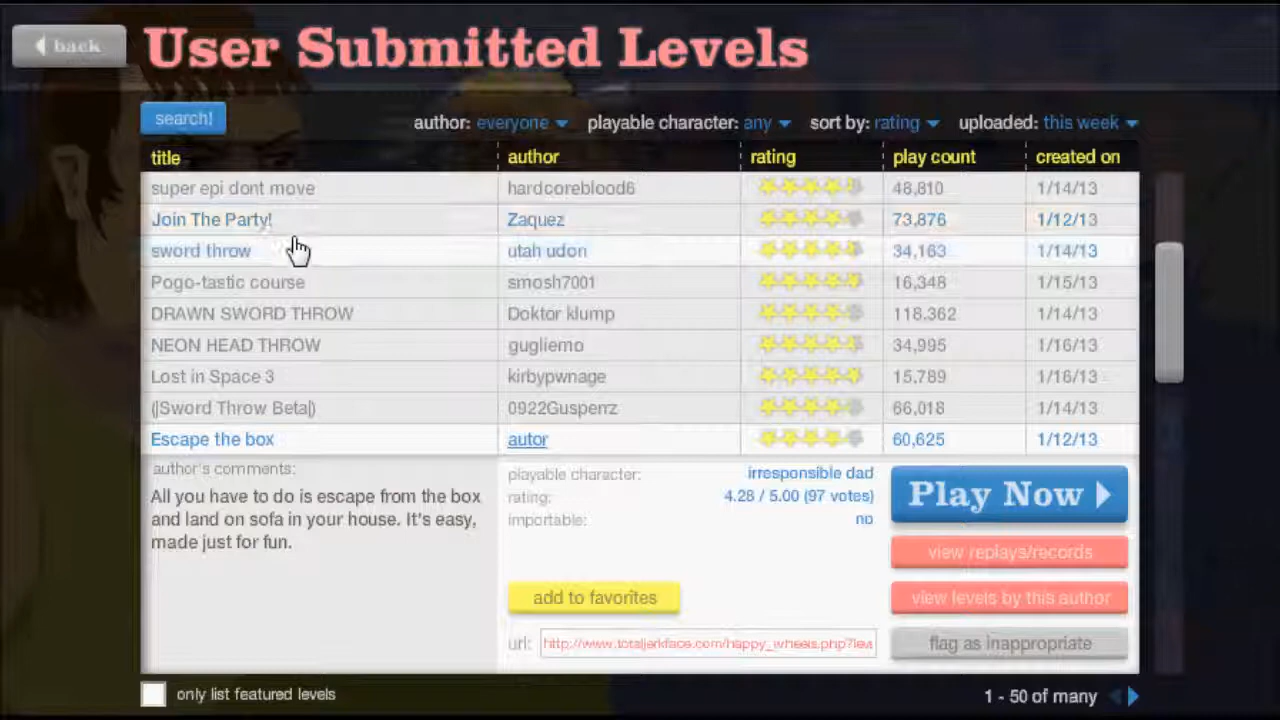 back
User Submitted Levels
search!
author: everyone playable character: any sort by: rating uploaded: this week
title author rating play count created on
super epi dont move hardcoreblood6 48,810 1/14/13
Join The Party! Zaquez 73,876 1/12/13
sword throw utah udon 34,163 1/14/13
Pogo-tastic course smosh7001 16,348 1/15/13
DRAWN SWORD THROW Doktor klump 118,362 1/14/13
NEON HEAD THROW gugliemo 34,995 1/16/13
Lost in Space 3 kirbypwnage 15,789 1/16/13
(|Sword Throw Beta|) 0922Gusperrz 66,018 1/14/13
Escape the box autor 60,625 1/12/13
author's comments:
All you have to do is escape from the box
and land on sofa in your house. It's easy,
made just for fun.
playable character: irresponsible dad
rating: 4.28 / 5.00 (97 votes)
importable: no
add to favorites
url: http://www.totaljerkface.com/happy_wheels.php?leve
Play Now
view replays/records
view levels by this author
flag as inappropriate
only list featured levels
1 - 50 of many